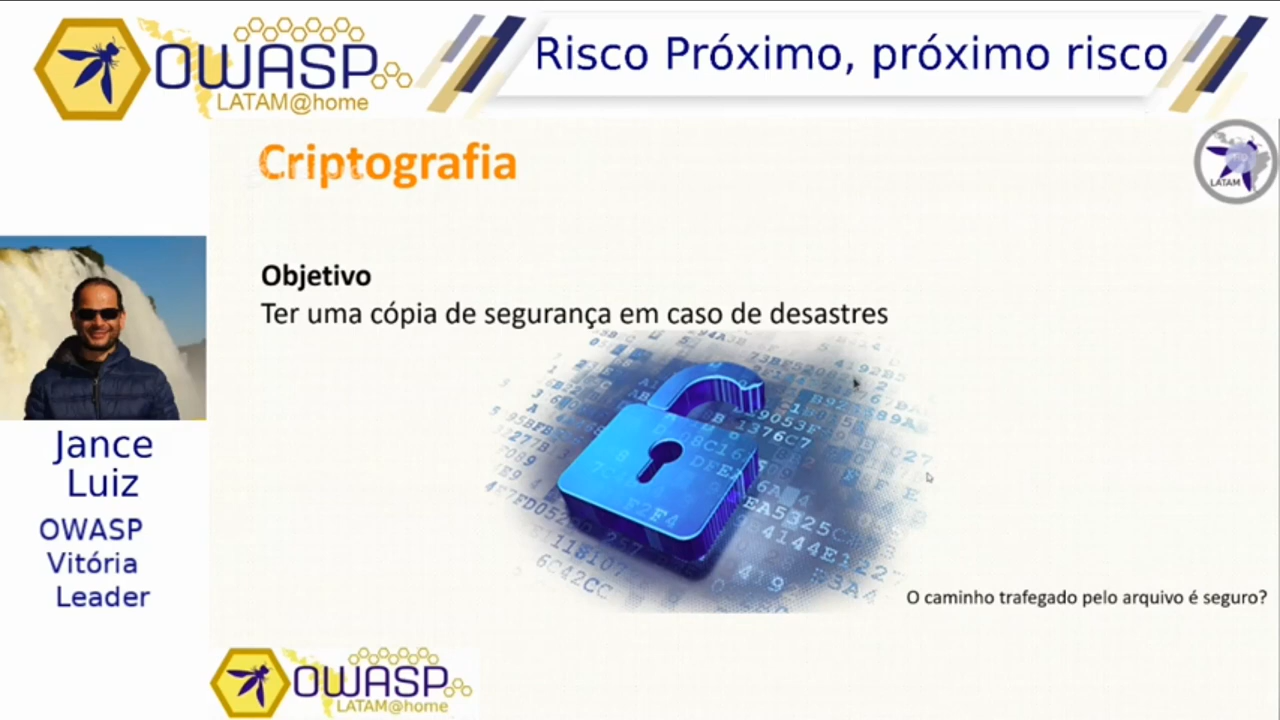 OWASP
LATAM@home
Risco Próximo, próximo risco
Criptografia
LATAM
Objetivo
Ter uma cópia de segurança em caso de desastres
Jance
Luiz
OWASP
Vitória
Leader
O caminho trafegado pelo arquivo é seguro?
OWASP
LATAM@home